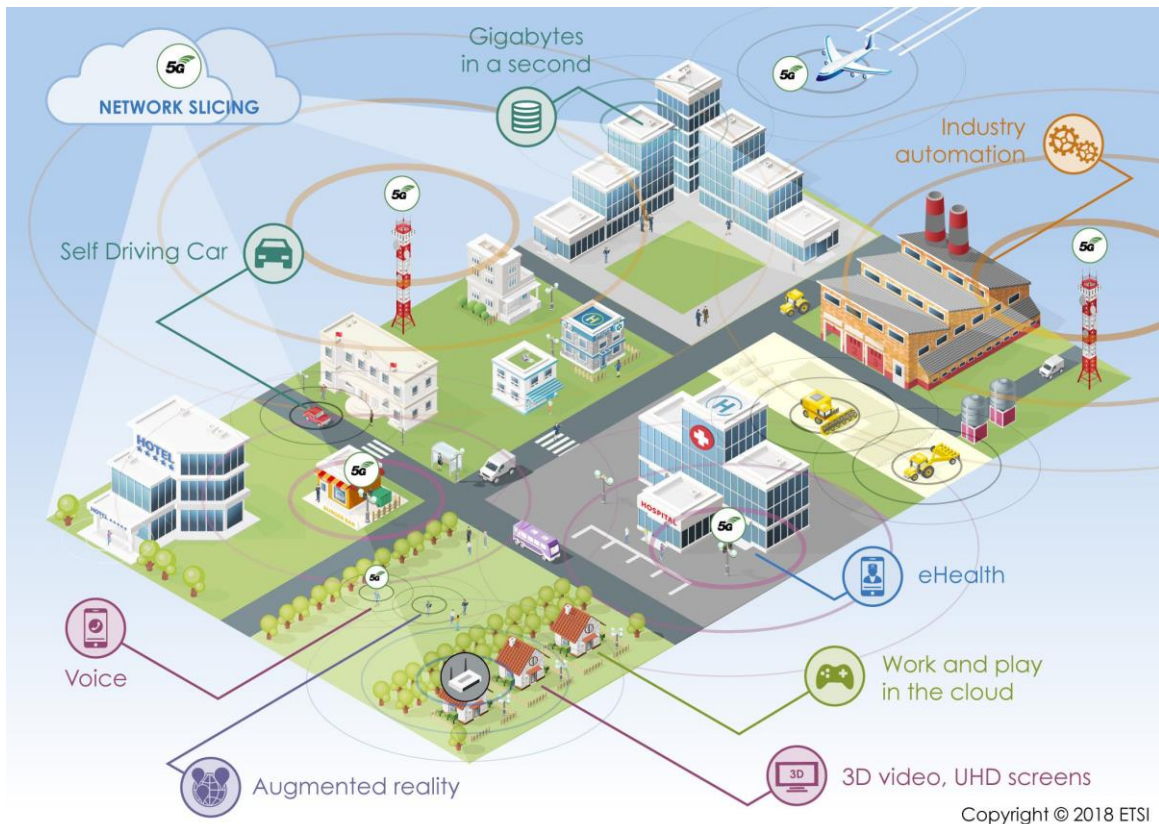 5G
NETWORK SLICING
Gigabytes
in a second
5G
Industry
automation
5G
5G
Self Driving Car
HOTEL
HOTEL
5G
HOSPITAL
5G
eHealth
5G
Voice
Work and play
in the cloud
Augmented reality
3D
3D video, UHD screens
Copyright © 2018 ETSI